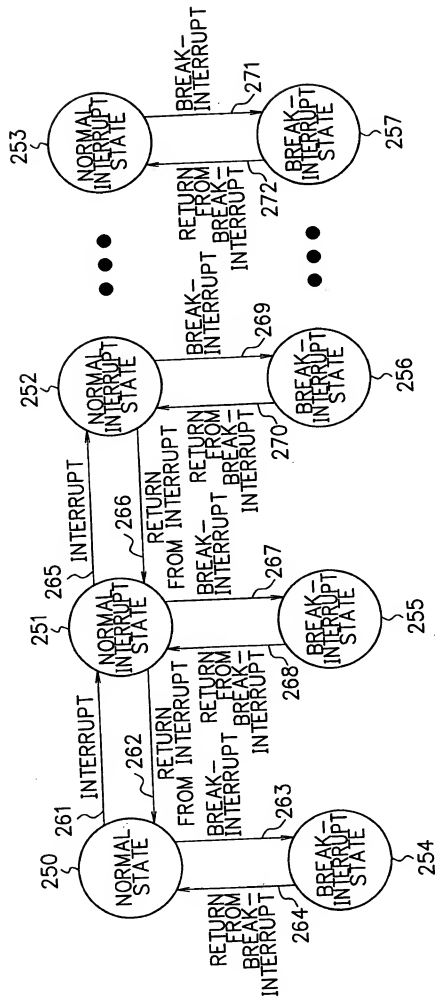 250
NORMAL
STATE
261
INTERRUPT
262
RETURN
FROM INTERRUPT
251
NORMAL
INTERRUPT
STATE
265
INTERRUPT
266
RETURN
FROM INTERRUPT
252
NORMAL
INTERRUPT
STATE
253
NORMAL
INTERRUPT
STATE
RETURN
FROM
BREAK-
INTERRUPT
264
BREAK-
INTERRUPT
263
RETURN
FROM
BREAK-
INTERRUPT
268
BREAK-
INTERRUPT
267
RETURN
FROM
BREAK-
INTERRUPT
270
BREAK-
INTERRUPT
269
RETURN
FROM
BREAK-
INTERRUPT
272
BREAK-
INTERRUPT
271
BREAK-
INTERRUPT
STATE
254
BREAK-
INTERRUPT
STATE
255
BREAK-
INTERRUPT
STATE
256
BREAK-
INTERRUPT
STATE
257